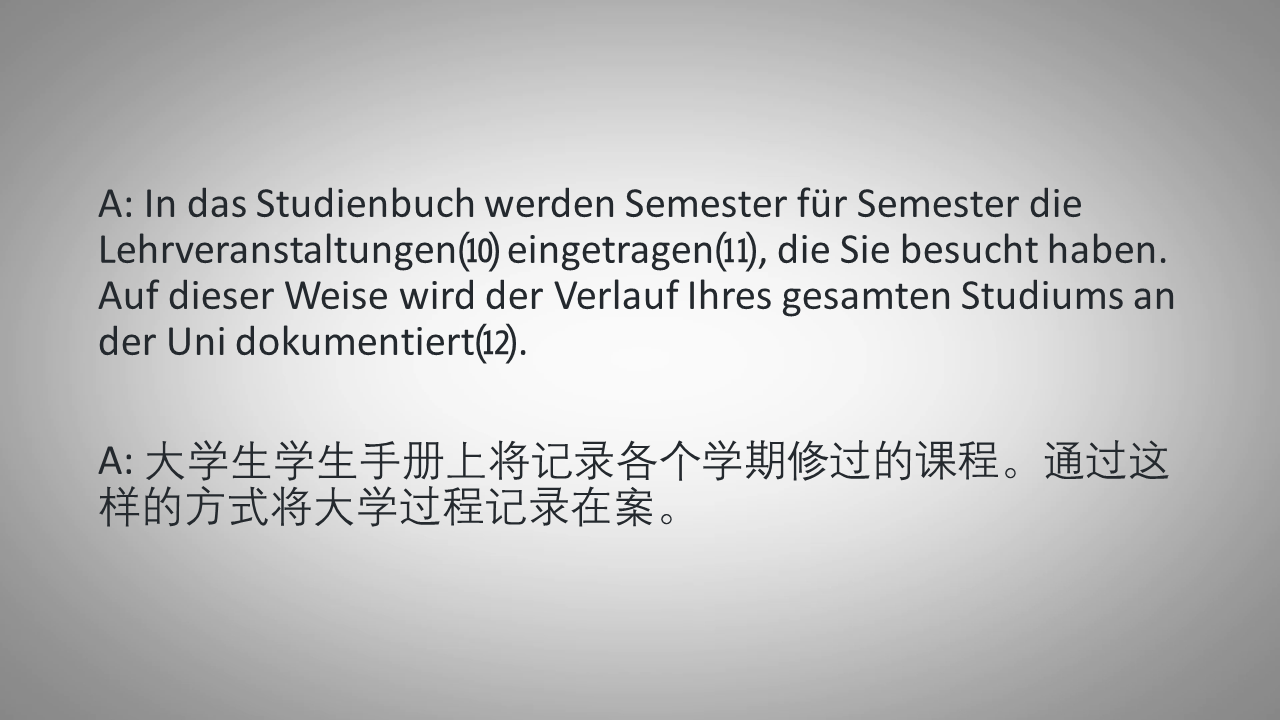 A: In das Studienbuch werden Semester für Semester die
Lehrveranstaltungen⑽ eingetragen⑾, die Sie besucht haben.
Auf dieser Weise wird der Verlauf Ihres gesamten Studiums an
der Uni dokumentiert⑿.
A: 大学生学生手册上将记录各个学期修过的课程。通过这
样的方式将大学过程记录在案。